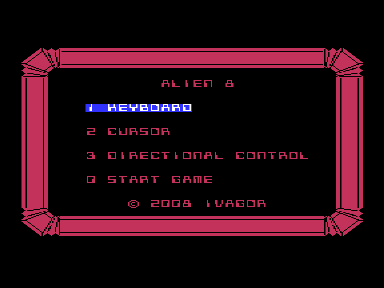 ALIEN 8
1 KEYBOARD
2 CURSOR
3 DIRECTIONAL CONTROL
0 START GAME
© 2008 IVAGOR